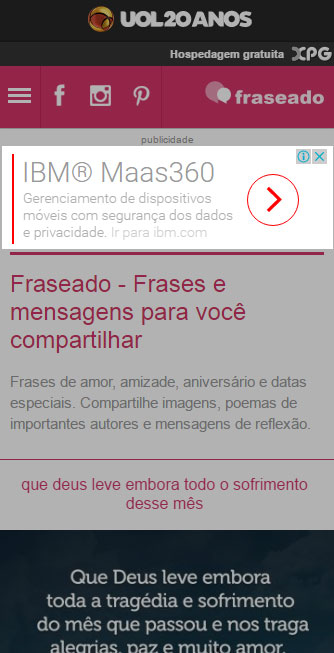 UOL 20 ANOS
Hospedagem gratuita XPG
fraseado
publicidade
IBM® Maas360
Gerenciamento de dispositivos
móveis com segurança dos dados
e privacidade. Ir para ibm.com
Fraseado - Frases e
mensagens para você
compartilhar
Frases de amor, amizade, aniversário e datas
especiais. Compartilhe imagens, poemas de
importantes autores e mensagens de reflexão.
que deus leve embora todo o sofrimento
desse mês
Que Deus leve embora
toda a tragédia e sofrimento
do mês que passou e nos traga
alegrias, paz e muito amor.